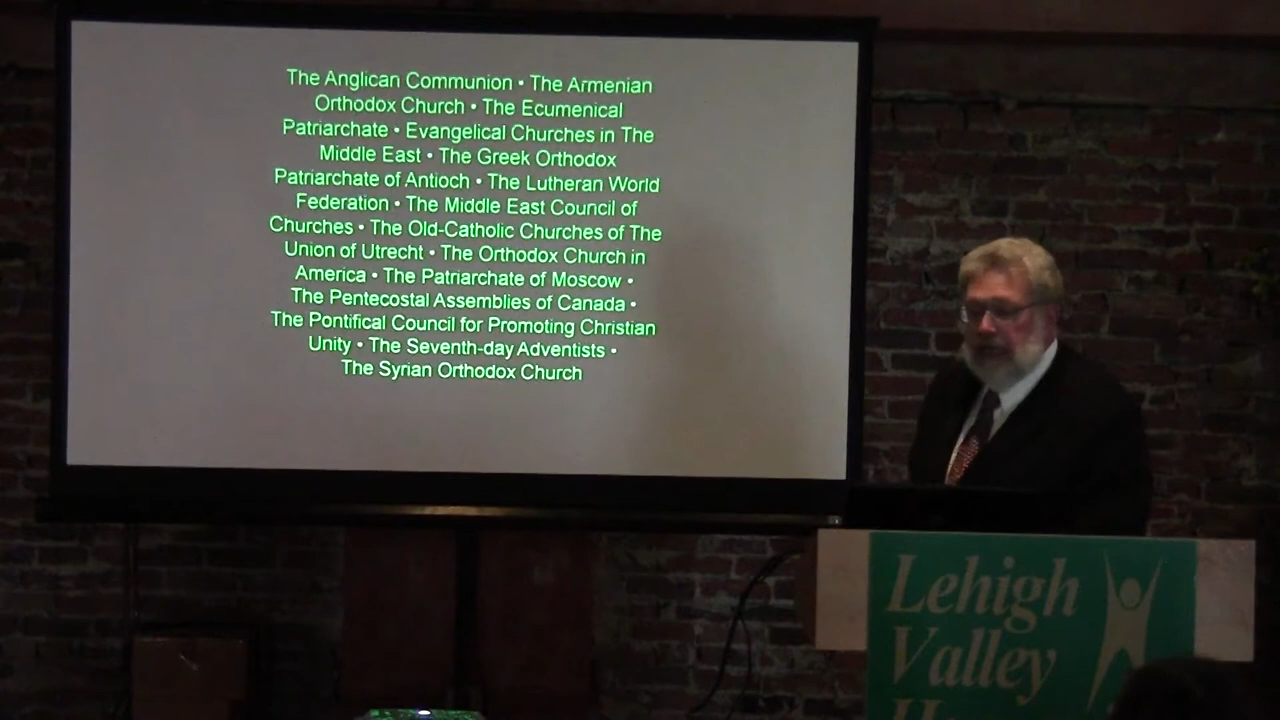 The Anglican Communion • The Armenian
Orthodox Church • The Ecumenical
Patriarchate • Evangelical Churches in The
Middle East • The Greek Orthodox
Patriarchate of Antioch • The Lutheran World
Federation • The Middle East Council of
Churches • The Old-Catholic Churches of The
Union of Utrecht • The Orthodox Church in
America • The Patriarchate of Moscow •
The Pentecostal Assemblies of Canada •
The Pontifical Council for Promoting Christian
Unity • The Seventh-day Adventists •
The Syrian Orthodox Church
Lehigh
Valley